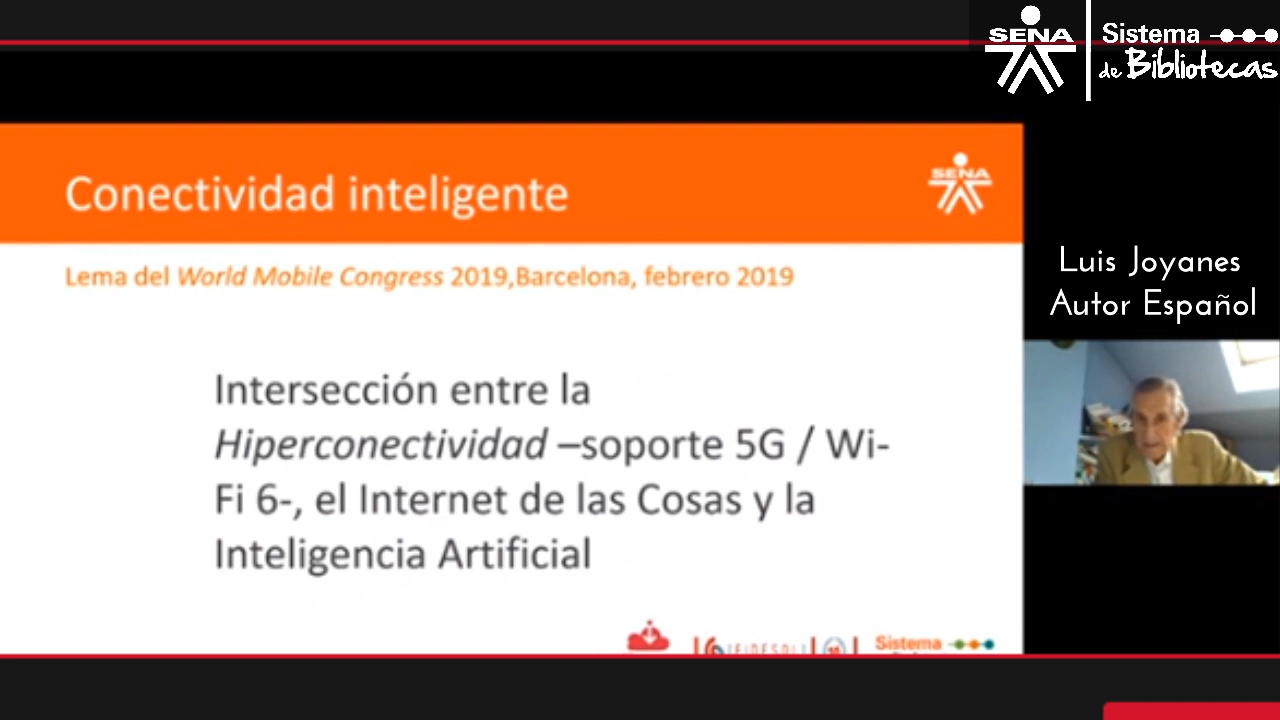 SENA
Sistema
de Bibliotecas
Conectividad inteligente
SENA
Lema del World Mobile Congress 2019,Barcelona, febrero 2019
Luis Joyanes
Autor Español
Intersección entre la
Hiperconectividad –soporte 5G / Wi-
Fi 6-, el Internet de las Cosas y la
Inteligencia Artificial
Sistema